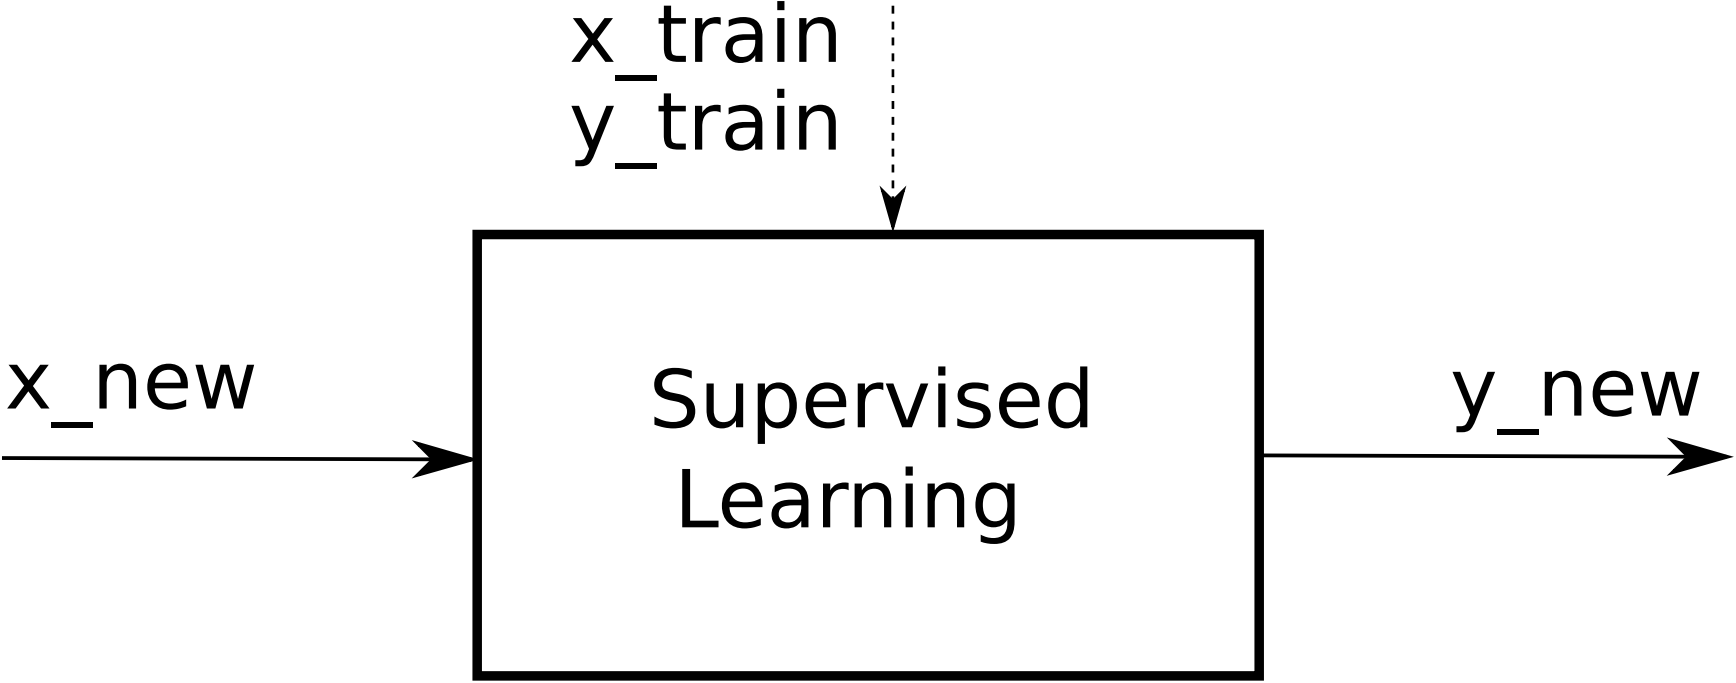 x_train
y_train
x_new
Supervised
Learning
y_new